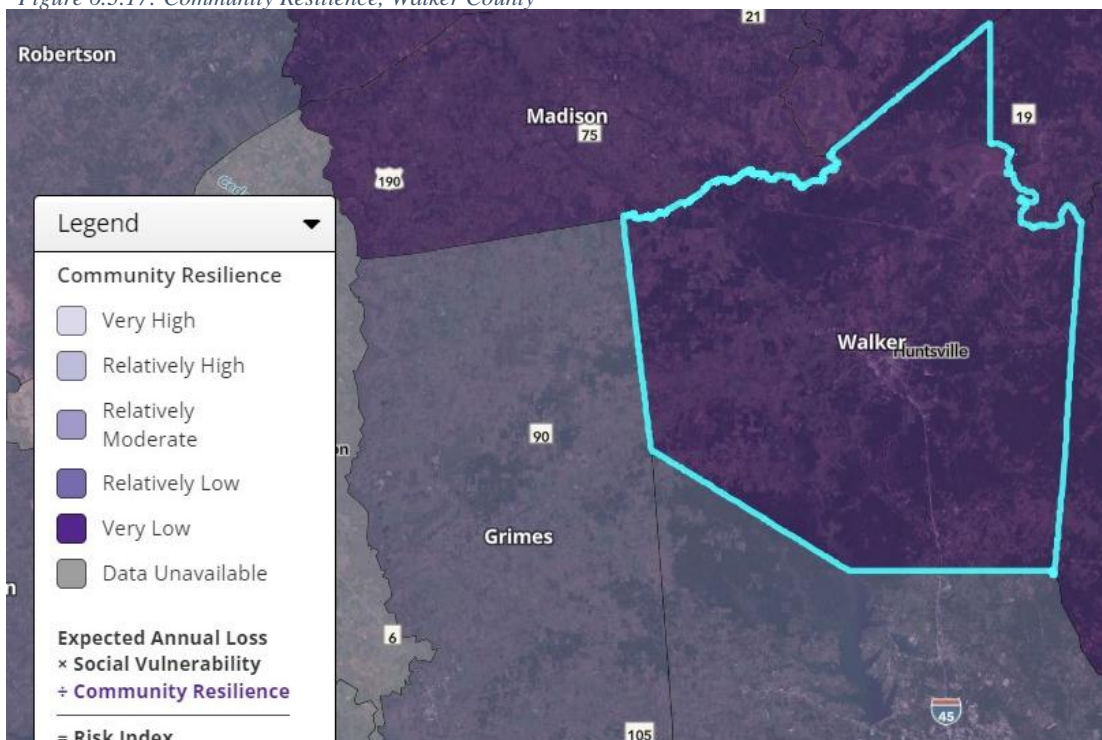 Figure 6.3.17: Community Resilience, Walker County
21
Robertson
Madison
75
19
190
Legend
Community Resilience
Very High
Relatively High
Relatively
Moderate
Relatively Low
Very Low
Data Unavailable
Expected Annual Loss
× Social Vulnerability
÷ Community Resilience
= Risk Index
Walker
Huntsville
90
Grimes
6
45
105